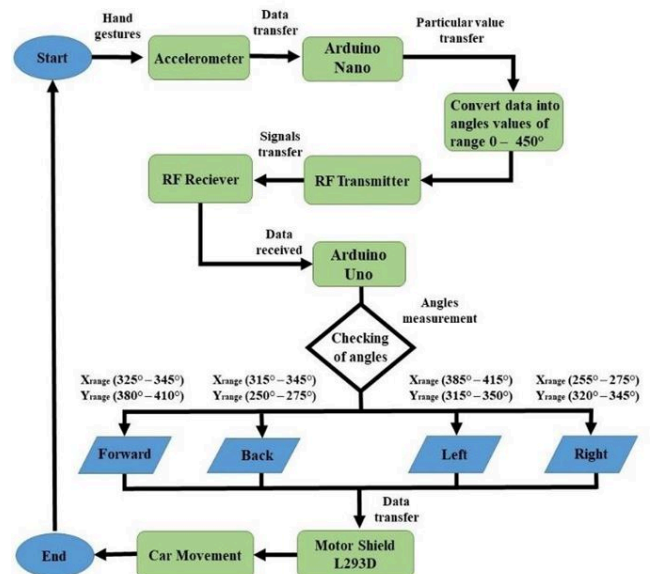 Hand
gestures
Data
transfer
Particular value
transfer
Start
Accelerometer
Arduino
Nano
Convert data into
angles values of
range 0 – 450°
Signals
transfer
RF Reciever
RF Transmitter
Data
received
Arduino
Uno
Angles
measurement
Checking
of angles
Xrange (325°–345°)
Yrange (380°–410°)
Xrange (315°–345°)
Yrange (250°–275°)
Xrange (385°–415°)
Yrange (315°–350°)
Xrange (255°–275°)
Yrange (320°–345°)
Forward
Back
Left
Right
Data
transfer
End
Car Movement
Motor Shield
L293D